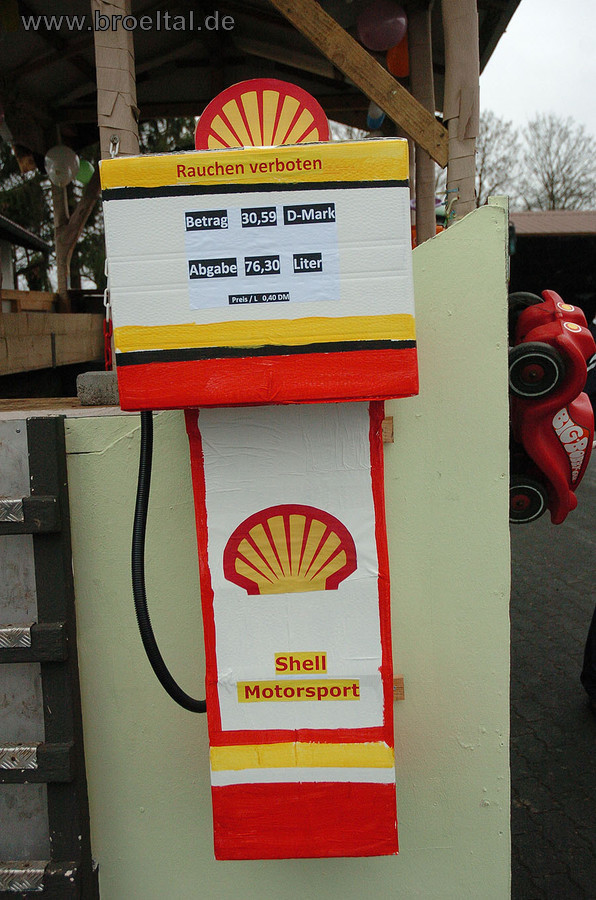 www.broeltal.de
Rauchen verboten
Betrag 30,59 D-Mark
Abgabe 76,30 Liter
Preis / L 0,40 DM
Shell
Motorsport